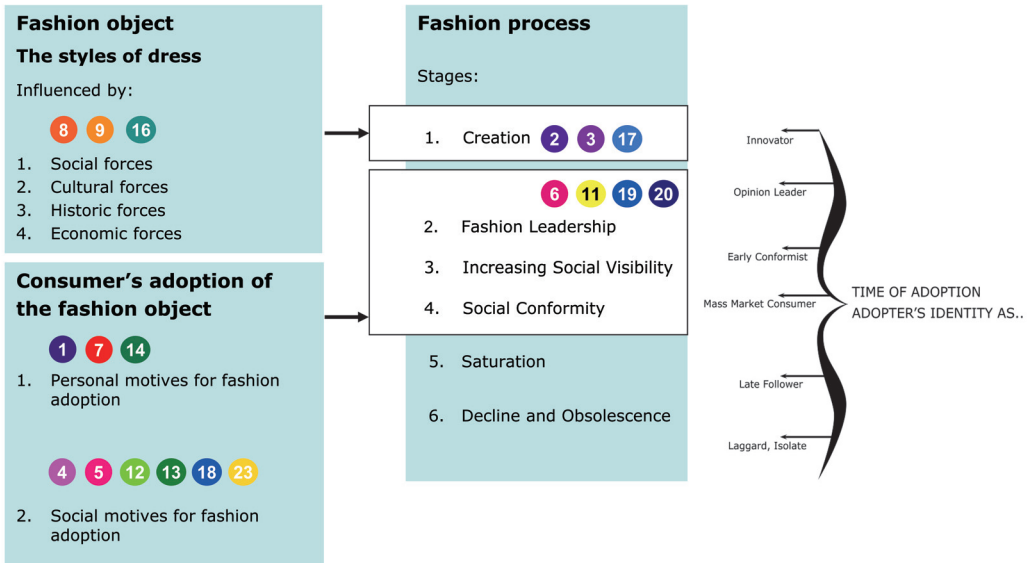 Fashion object
The styles of dress
Influenced by:
8 9 16
1. Social forces
2. Cultural forces
3. Historic forces
4. Economic forces
Consumer’s adoption of
the fashion object
1 7 14
1. Personal motives for fashion
adoption
4 5 12 13 18 23
2. Social motives for fashion
adoption
Fashion process
Stages:
1. Creation 2 3 17
6 11 19 20
2. Fashion Leadership
3. Increasing Social Visibility
4. Social Conformity
5. Saturation
6. Decline and Obsolescence
Innovator
Opinion Leader
Early Conformist
Mass Market Consumer
Late Follower
Laggard, Isolate
TIME OF ADOPTION
ADOPTER’S IDENTITY AS..